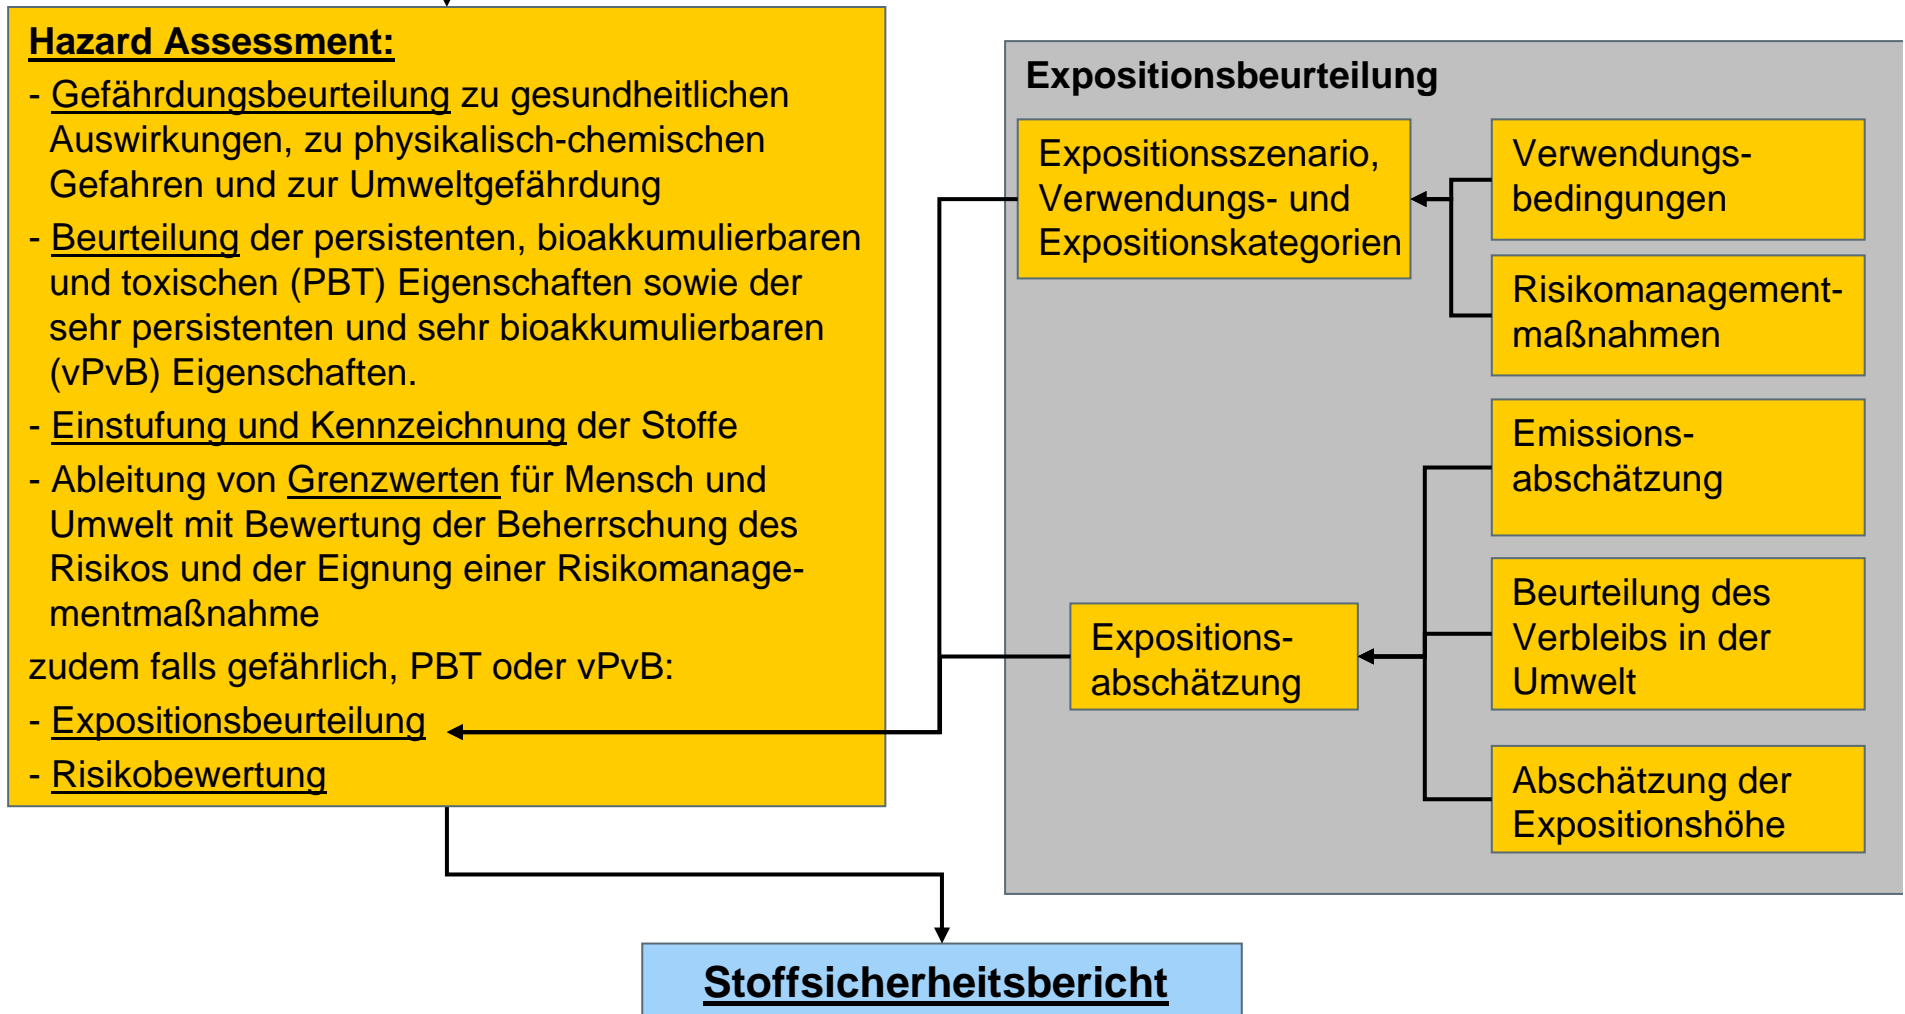 Hazard Assessment:
- Gefährdungsbeurteilung zu gesundheitlichen
Auswirkungen, zu physikalisch-chemischen
Gefahren und zur Umweltgefährdung
- Beurteilung der persistenten, bioakkumulierbaren
und toxischen (PBT) Eigenschaften sowie der
sehr persistenten und sehr bioakkumulierbaren
(vPvB) Eigenschaften.
- Einstufung und Kennzeichnung der Stoffe
- Ableitung von Grenzwerten für Mensch und
Umwelt mit Bewertung der Beherrschung des
Risikos und der Eignung einer Risikomanage-
mentmaßnahme
zudem falls gefährlich, PBT oder vPvB:
- Expositionsbeurteilung
- Risikobewertung
Expositionsbeurteilung
Expositionsszenario,
Verwendungs- und
Expositionskategorien
Verwendungs-
bedingungen
Risikomanagement-
maßnahmen
Expositions-
abschätzung
Emissions-
abschätzung
Beurteilung des
Verbleibs in der
Umwelt
Abschätzung der
Expositionshöhe
Stoffsicherheitsbericht